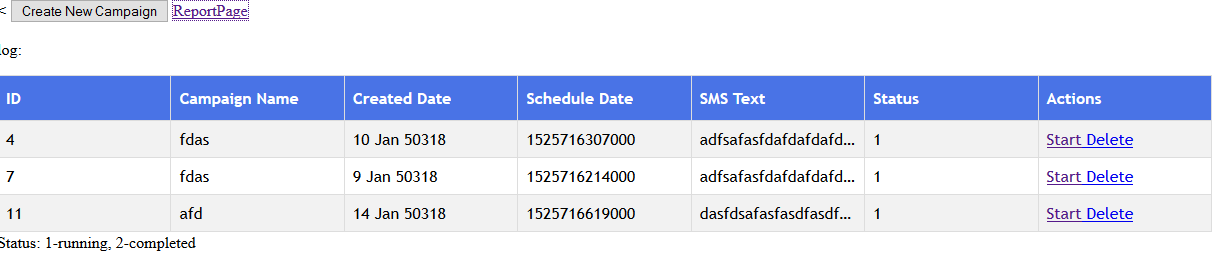 < Create New Campaign ReportPage
log:
ID Campaign Name Created Date Schedule Date SMS Text Status Actions
4 fdas 10 Jan 50318 1525716307000 adfsafasfdafdafdafd... 1 Start Delete
7 fdas 9 Jan 50318 1525716214000 adfsafasfdafdafdafd... 1 Start Delete
11 afd 14 Jan 50318 1525716619000 dasfdsafasfasdfasdf... 1 Start Delete
Status: 1-running, 2-completed